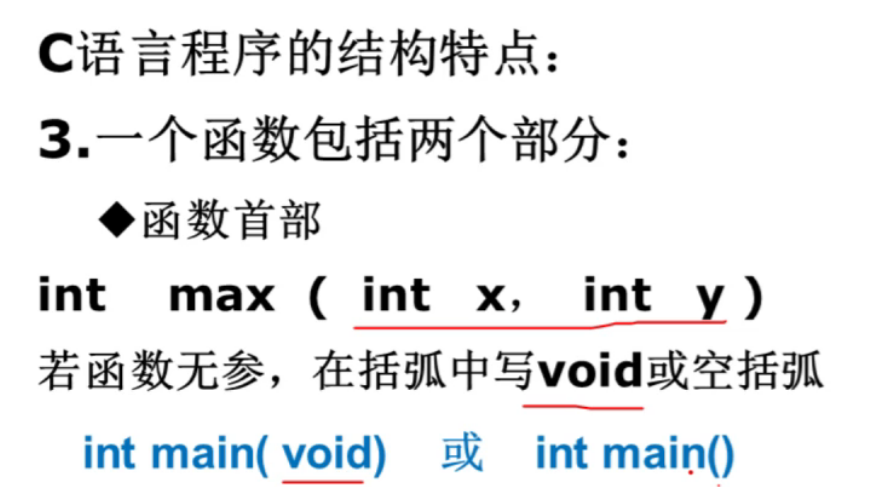 C语言程序的结构特点：
3.一个函数包括两个部分：
◆函数首部
int max ( int x， int y )
若函数无参，在括弧中写void或空括弧
int main( void) 或 int main()